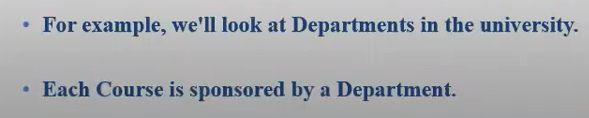 • For example, we'll look at Departments in the university.
• Each Course is sponsored by a Department.